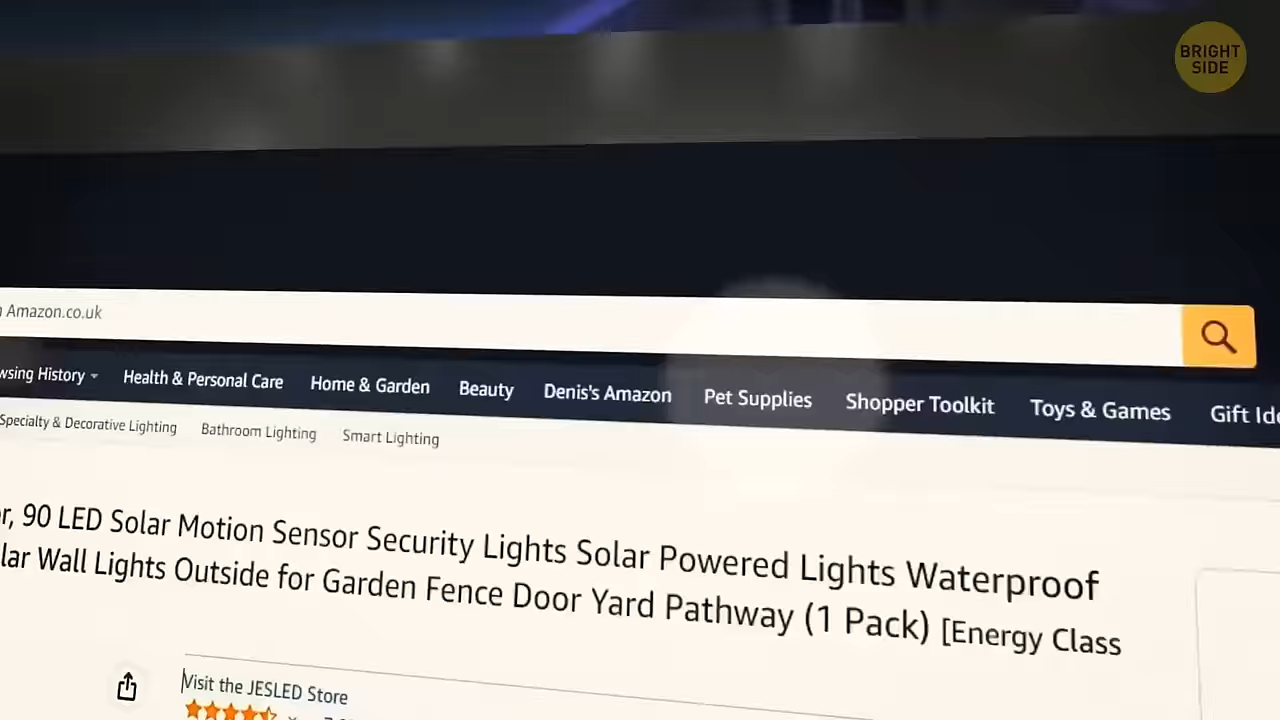 BRIGHT
SIDE
Amazon.co.uk
wsing History Health & Personal Care Home & Garden Beauty Denis's Amazon Pet Supplies Shopper Toolkit Toys & Games Gift Ide
Specialty & Decorative Lighting Bathroom Lighting Smart Lighting
r, 90 LED Solar Motion Sensor Security Lights Solar Powered Lights Waterproof
lar Wall Lights Outside for Garden Fence Door Yard Pathway (1 Pack) [Energy Class
Visit the JESLED Store